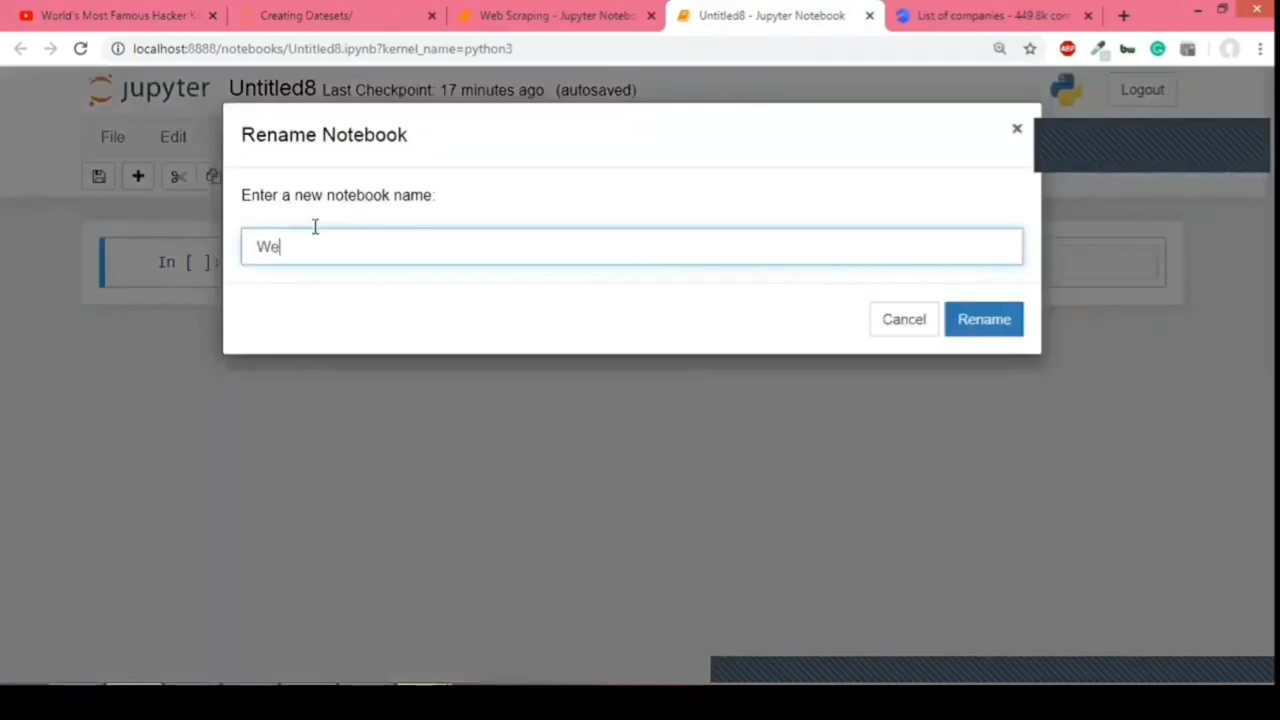 World's Most Famous Hacker
Creating Datesets/
Web Scraping - Jupyter Notebo
Untitled8 - Jupyter Notebook
List of companies - 449.8k com
localhost:8888/notebooks/Untitled8.ipynb?kernel_name=python3
ABP
jupyter
Untitled8 Last Checkpoint: 17 minutes ago (autosaved)
Logout
File Edit
Rename Notebook
Enter a new notebook name:
We
Cancel Rename
In [ ]: